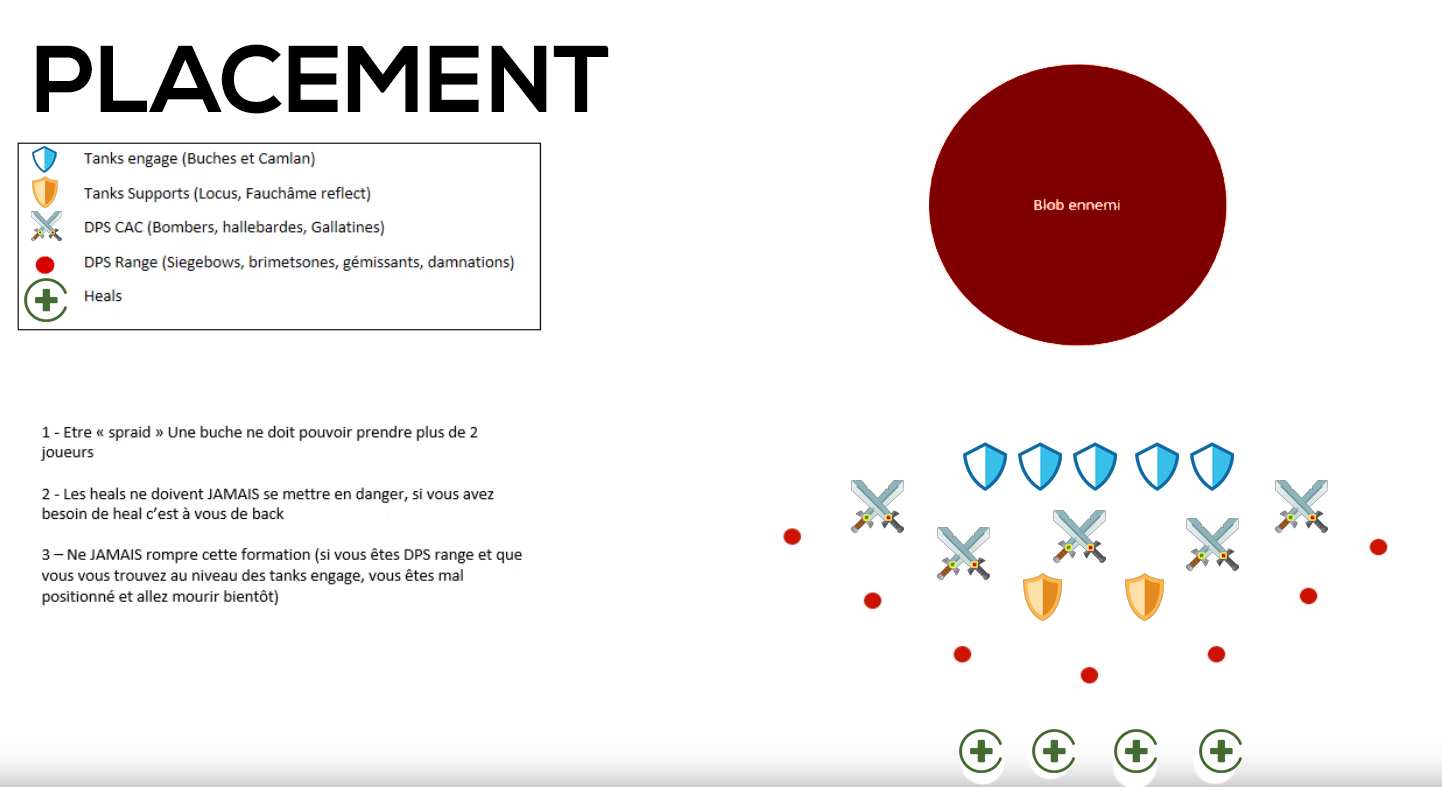 PLACEMENT
Tanks engage (Buches et Camlan)
Tanks Supports (Locus, Fauchâme reflect)
DPS CAC (Bombers, hallebardes, Gallatines)
DPS Range (Siegebows, brimetsones, gémissants, damnations)
Heals
Blob ennemi
1 - Etre « spraid » Une buche ne doit pouvoir prendre plus de 2
joueurs
2 - Les heals ne doivent JAMAIS se mettre en danger, si vous avez
besoin de heal c’est à vous de back
3 – Ne JAMAIS rompre cette formation (si vous êtes DPS range et que
vous vous trouvez au niveau des tanks engage, vous êtes mal
positionné et allez mourir bientôt)